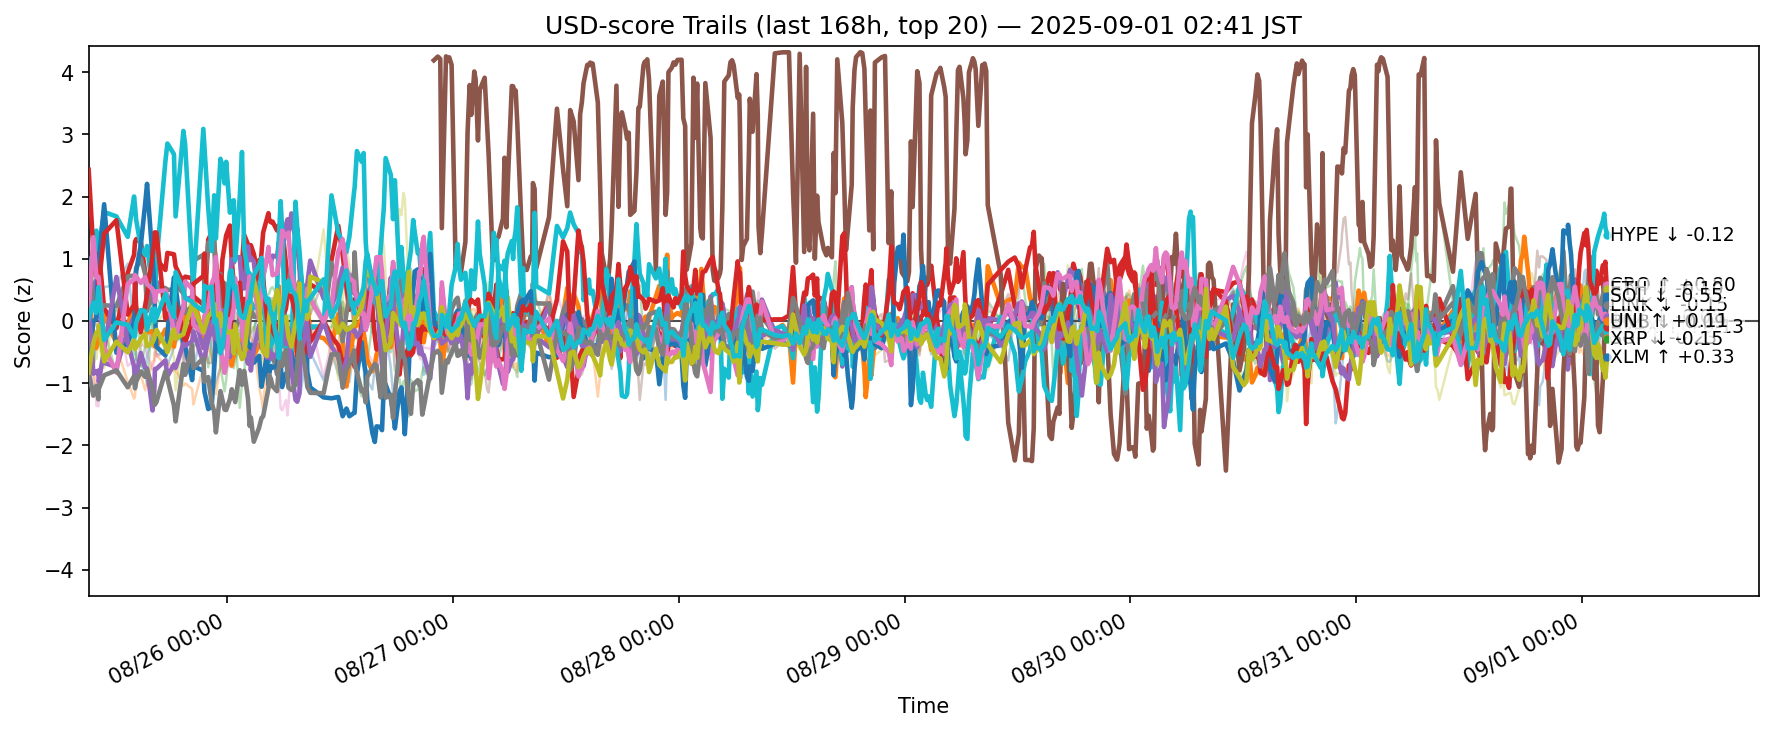 USD-score Trails (last 168h, top 20) — 2025-09-01 02:41 JST
Score (z)
4
3
2
1
0
−1
−2
−3
−4
HYPE ↓ -0.12
SOL ↓ -0.55
UNI ↑ +0.01
XRP ↓ -0.15
XLM ↑ +0.33
08/26 00:00
08/27 00:00
08/28 00:00
08/29 00:00
08/30 00:00
08/31 00:00
09/01 00:00
Time